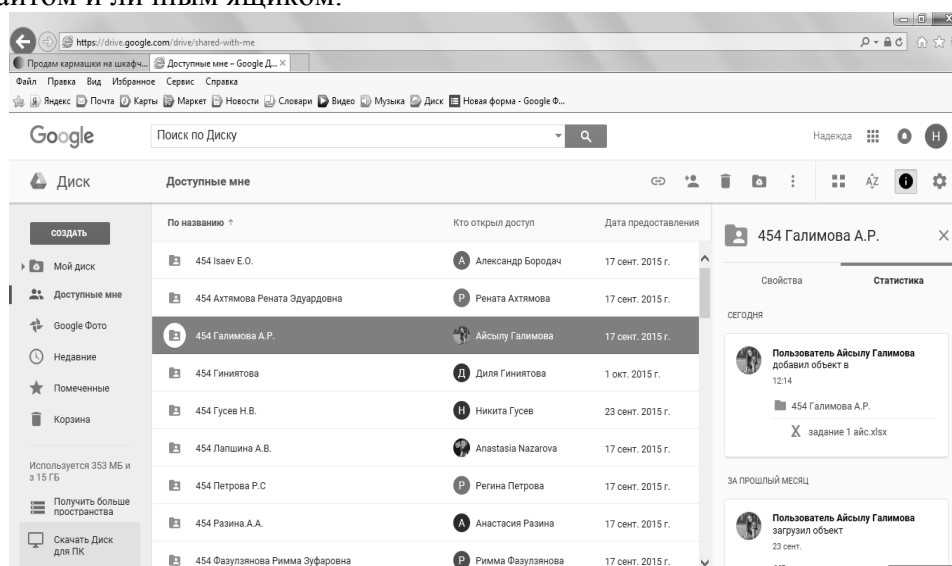 айтом и личным ящиком.
https://drive.google.com/drive/shared-with-me
Продам кармашки на шкафч... Доступные мне – Google Д... ×
Файл Правка Вид Избранное Сервис Справка
Яндекс Почта Карты Маркет Новости Словари Видео Музыка Диск Новая форма - Google Ф...
Google Поиск по Диску Надежда Н
Диск Доступные мне
СОЗДАТЬ
Мой диск
Доступные мне
Google Фото
Недавние
Помеченные
Корзина
Используется 353 МБ и
з 15 ГБ
Получить больше
пространства
Скачать Диск
для ПК
По названию ↑ Кто открыл доступ Дата предоставления
454 Isaev E.O. А Александр Бородач 17 сент. 2015 г.
454 Ахтямова Рената Эдуардовна Р Рената Ахтямова 17 сент. 2015 г.
454 Галимова А.Р. Айсылу Галимова 17 сент. 2015 г.
454 Гиниятова Д Диля Гиниятова 1 окт. 2015 г.
454 Гусев Н.В. Н Никита Гусев 23 сент. 2015 г.
454 Лапшина А.В. Anastasia Nazarova 17 сент. 2015 г.
454 Петрова Р.С Р Регина Петрова 17 сент. 2015 г.
454 Разина.А.А. А Анастасия Разина 17 сент. 2015 г.
454 Фазулзянова Римма Зуфаровна Р Римма Фазулзянова 17 сент. 2015 г.
454 Галимова А.Р. ×
Свойства Статистика
СЕГОДНЯ
Пользователь Айсылу Галимова
добавил объект в
12:14
454 Галимова А.Р.
X задание 1 айс.xlsx
ЗА ПРОШЛЫЙ МЕСЯЦ
Пользователь Айсылу Галимова
загрузил объект
23 сент.